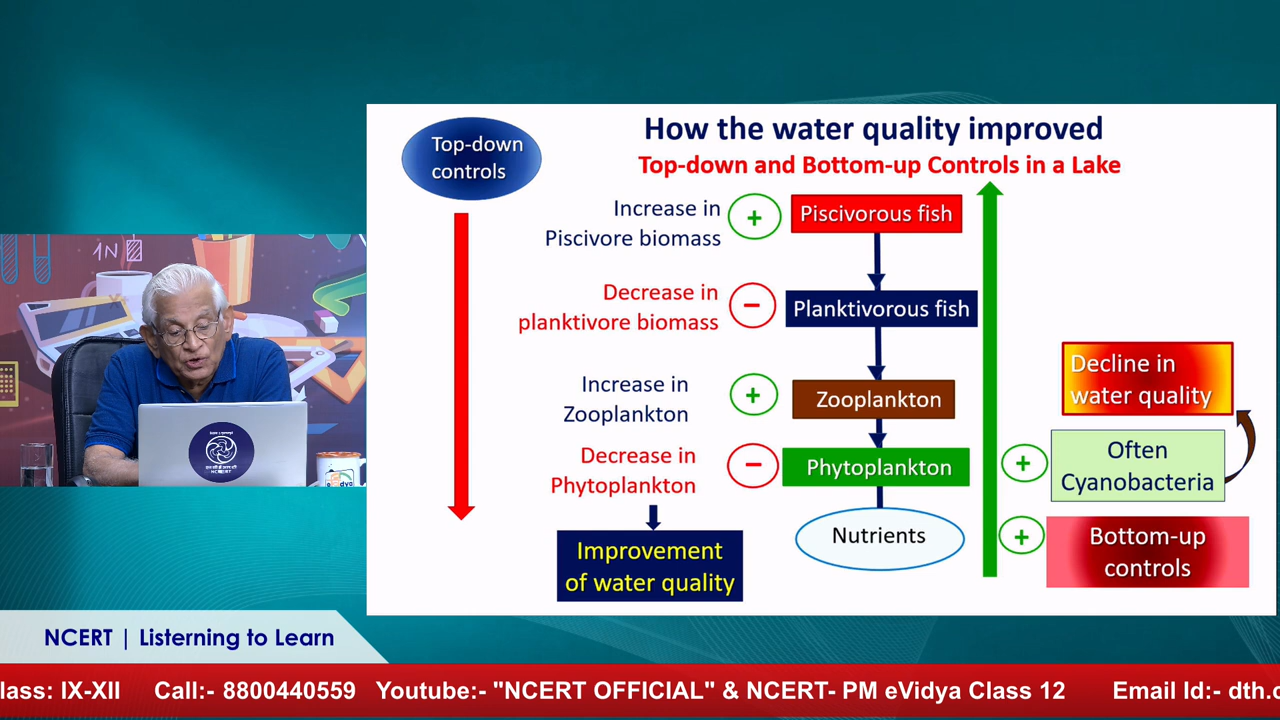 How the water quality improved
Top-down and Bottom-up Controls in a Lake
Top-down
controls
Increase in
Piscivore biomass
+
Piscivorous fish
Decrease in
planktivore biomass
−
Planktivorous fish
Increase in
Zooplankton
+
Zooplankton
Decrease in
Phytoplankton
−
Phytoplankton
Improvement
of water quality
Nutrients
Decline in
water quality
+
Often
Cyanobacteria
+
Bottom-up
controls
1N
NCERT
NCERT | Listerning to Learn
lass: IX-XII Call:- 8800440559 Youtube:- "NCERT OFFICIAL" & NCERT- PM eVidya Class 12 Email Id:- dth.